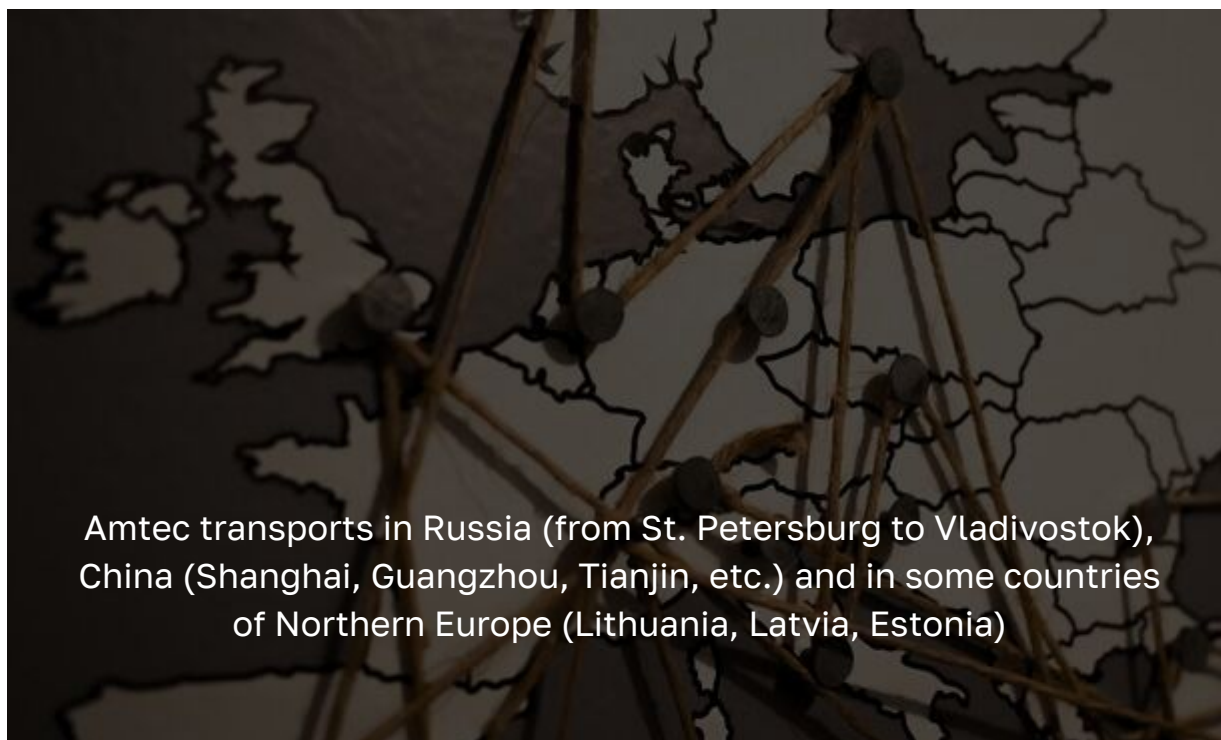 Amtec transports in Russia (from St. Petersburg to Vladivostok),
China (Shanghai, Guangzhou, Tianjin, etc.) and in some countries
of Northern Europe (Lithuania, Latvia, Estonia)